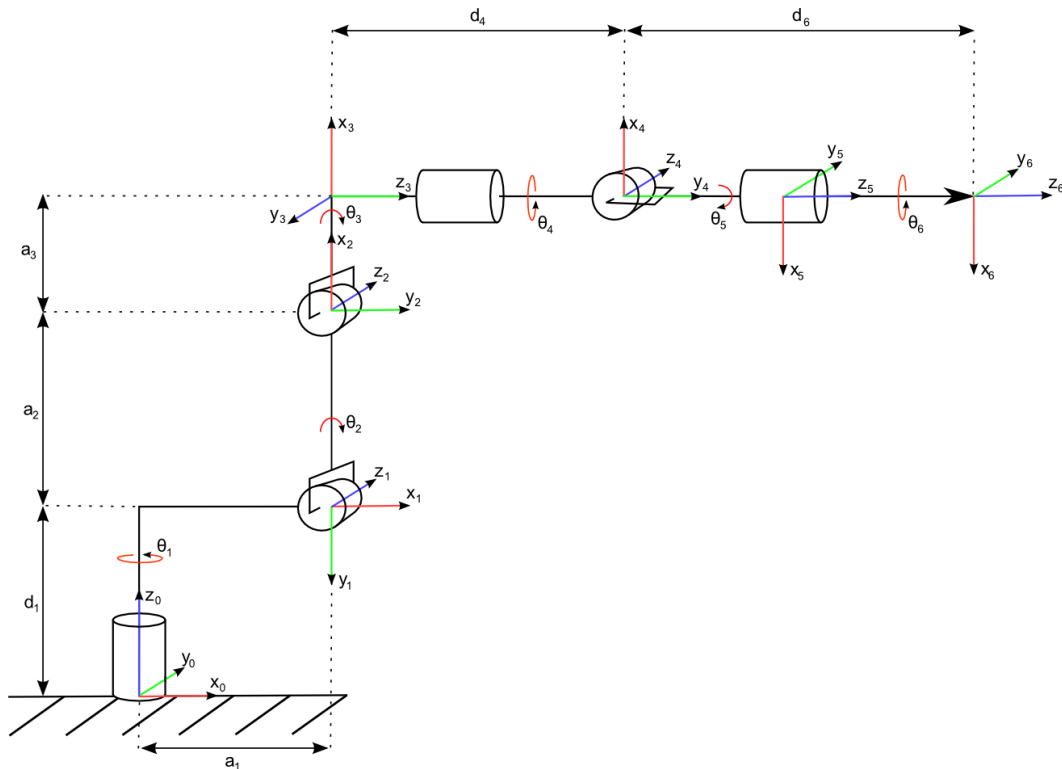 d₄
d₆
x₃
x₄
z₄
y₅
y₆
z₃
y₄
z₅
z₆
y₃
θ₃
θ₄
θ₅
θ₆
x₂
a₃
z₂
x₅
x₆
y₂
a₂
θ₂
z₁
x₁
θ₁
y₁
d₁
z₀
y₀
x₀
a₁